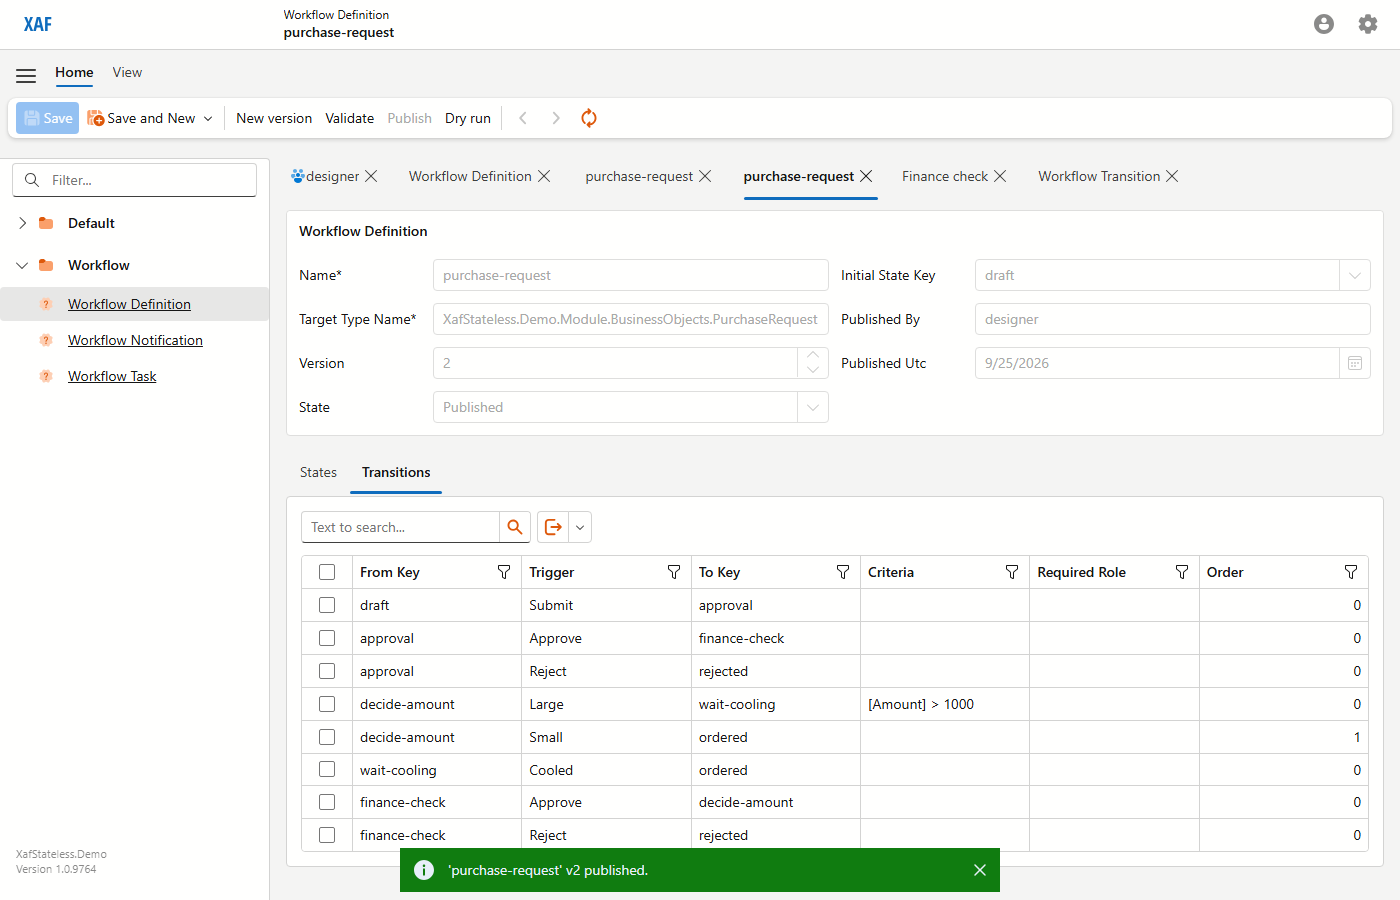 XAF
Workflow Definition
purchase-request
Home View
Save Save and New New version Validate Publish Dry run
Filter...
Default
Workflow
Workflow Definition
Workflow Notification
Workflow Task
XafStateless.Demo
Version 1.0.9764
designer Workflow Definition purchase-request purchase-request Finance check Workflow Transition
Workflow Definition
Name* purchase-request Initial State Key draft
Target Type Name* XafStateless.Demo.Module.BusinessObjects.PurchaseRequest Published By designer
Version 2 Published Utc 9/25/2026
State Published
States Transitions
Text to search...
From Key Trigger To Key Criteria Required Role Order
draft Submit approval 0
approval Approve finance-check 0
approval Reject rejected 0
decide-amount Large wait-cooling [Amount] > 1000 0
decide-amount Small ordered 1
wait-cooling Cooled ordered 0
finance-check Approve decide-amount 0
finance-check Reject rejected 0
'purchase-request' v2 published.